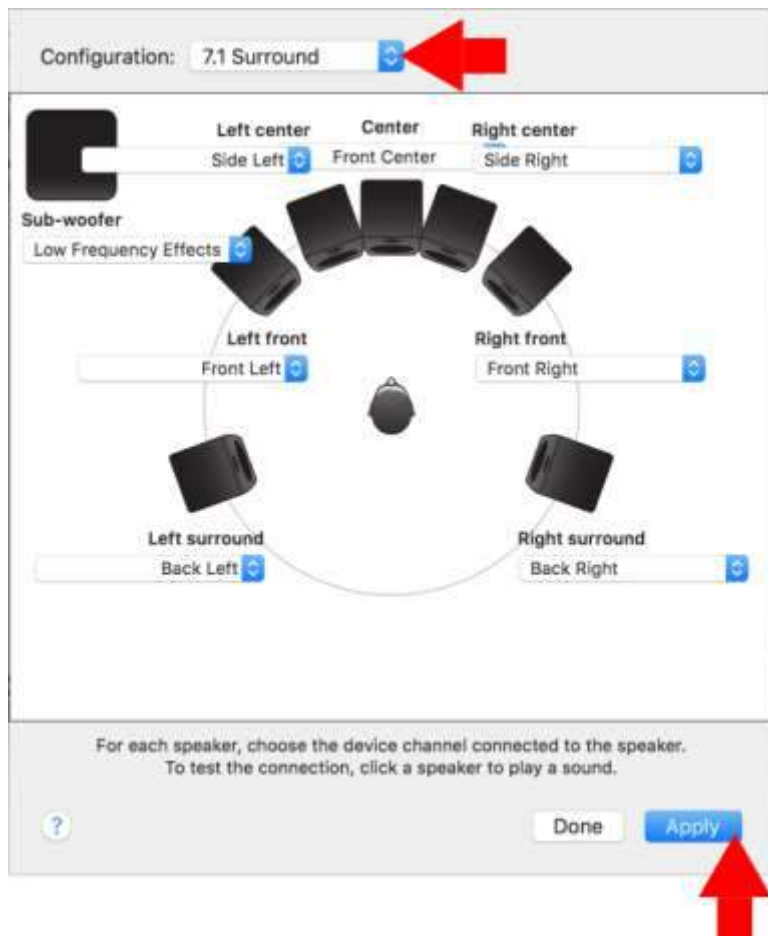 Configuration: 7.1 Surround
Left center Center Right center
Side Left Front Center Side Right
Sub-woofer
Low Frequency Effects
Left front Right front
Front Left Front Right
Left surround Right surround
Back Left Back Right
For each speaker, choose the device channel connected to the speaker.
To test the connection, click a speaker to play a sound.
? Done Apply